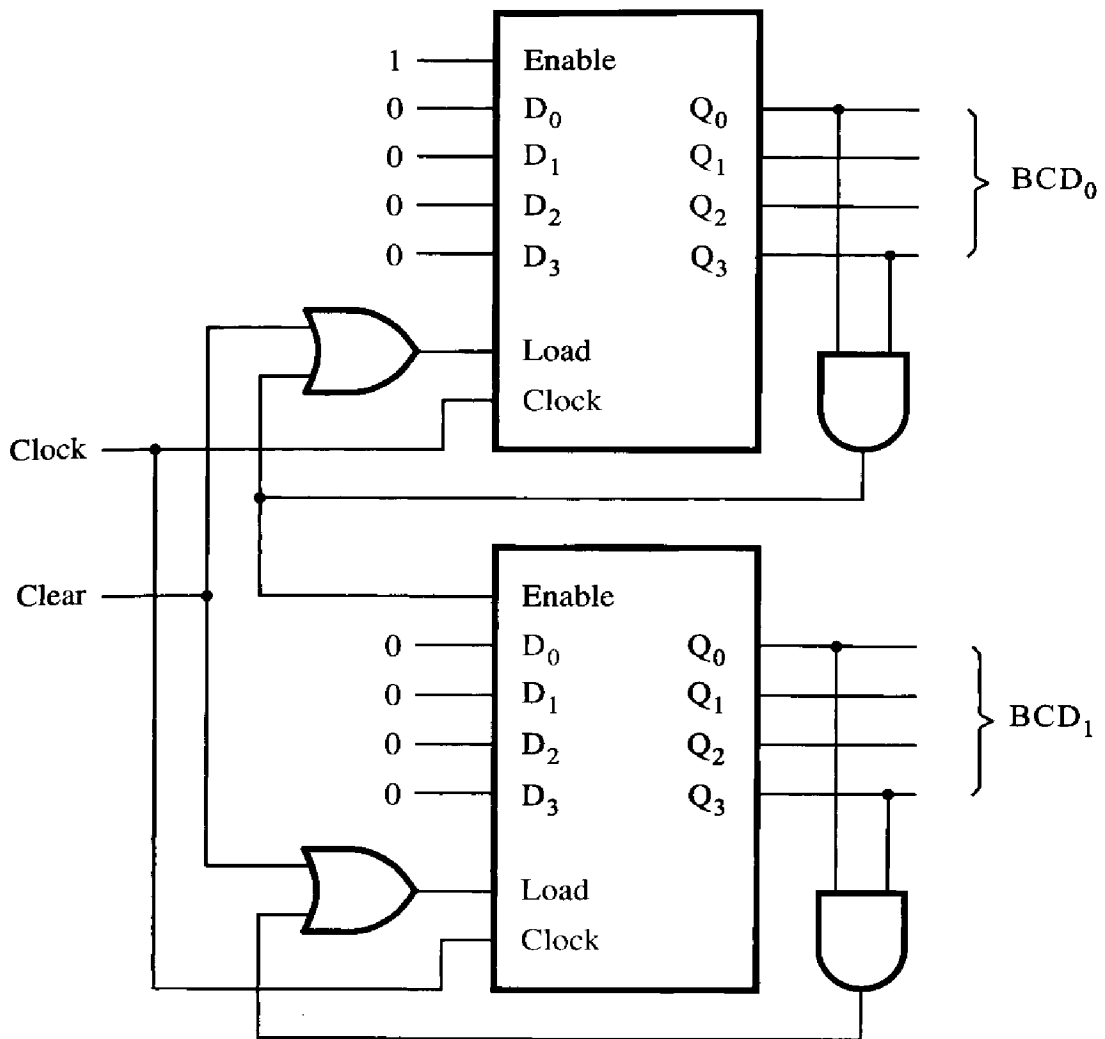 1 Enable
0 D0 Q0
0 D1 Q1
0 D2 Q2
0 D3 Q3
BCD0
Load
Clock
Clock
Clear
Enable
0 D0 Q0
0 D1 Q1
0 D2 Q2
0 D3 Q3
BCD1
Load
Clock